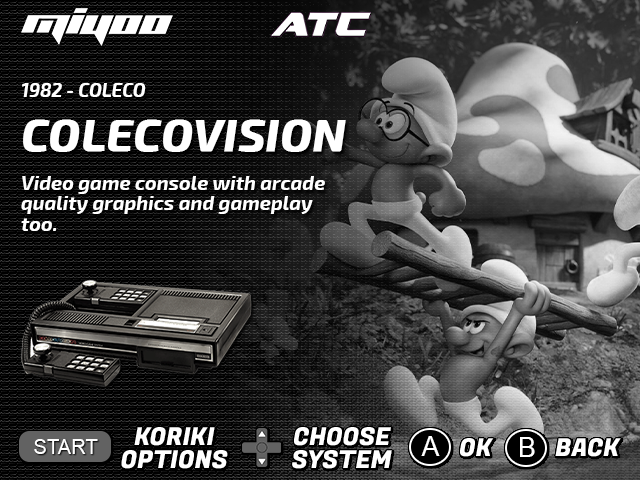 miyoo
ATC
1982 - COLECO
COLECOVISION
Video game console with arcade
quality graphics and gameplay
too.
START
KORIKI
OPTIONS
CHOOSE
SYSTEM
A
OK
B
BACK